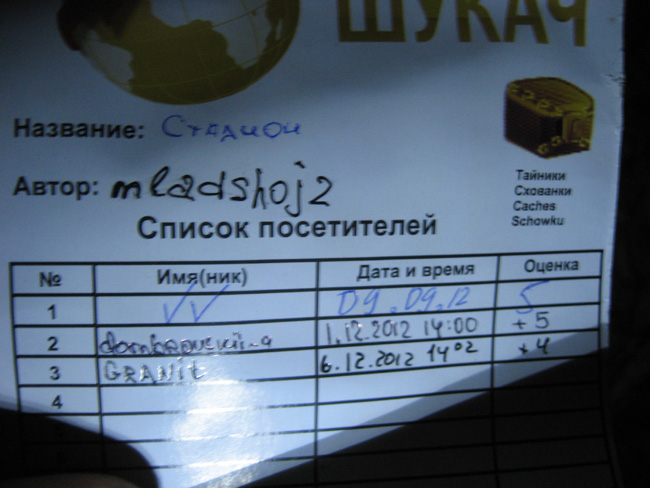 ШУКАЧ
Название: Стадион
Автор: mladshoj2
Тайники
Схованки
Caches
Schowku
Список посетителей
№ Имя(ник) Дата и время Оценка
1 VV 09.09.12 5
2 1.12.2012 14:00 +5
3 GRANIT 6.12.2012 14 02 +4
4